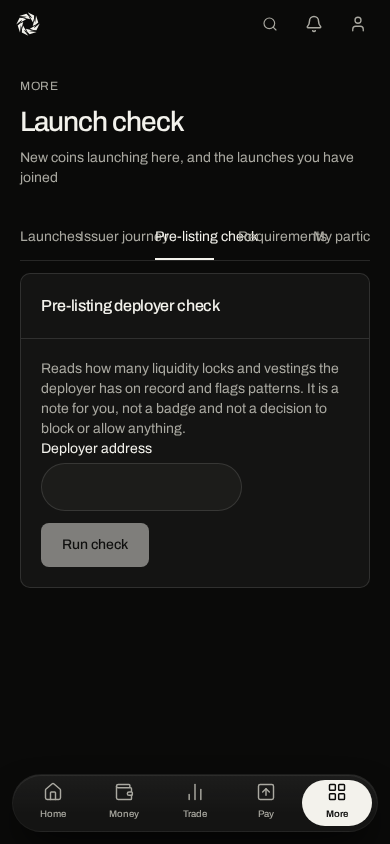 MORE
Launch check
New coins launching here, and the launches you have
joined
Launches Issuer journey Pre-listing check Requirements My partic
Pre-listing deployer check
Reads how many liquidity locks and vestings the
deployer has on record and flags patterns. It is a
note for you, not a badge and not a decision to
block or allow anything.
Deployer address
Run check
Home Money Trade Pay More